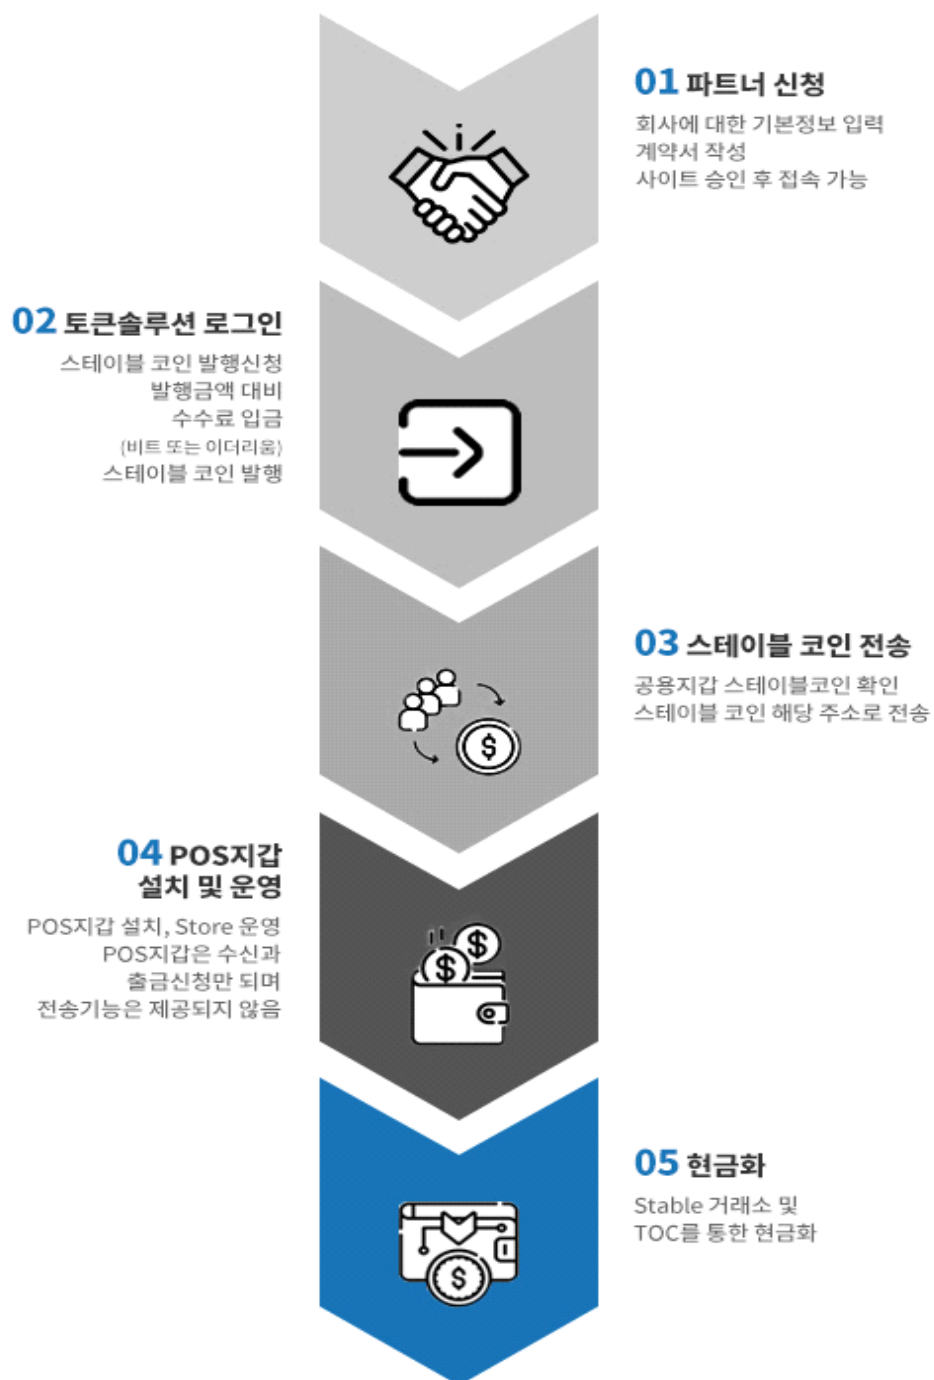 01 파트너 신청
회사에 대한 기본정보 입력
계약서 작성
사이트 승인 후 접속 가능
02 토큰솔루션 로그인
스테이블 코인 발행신청
발행금액 대비
수수료 입금
(비트 또는 이더리움)
스테이블 코인 발행
03 스테이블 코인 전송
공용지갑 스테이블코인 확인
스테이블 코인 해당 주소로 전송
04 POS지갑
설치 및 운영
POS지갑 설치, Store 운영
POS지갑은 수신과
출금신청만 되며
전송기능은 제공되지 않음
05 현금화
Stable 거래소 및
TOC를 통한 현금화